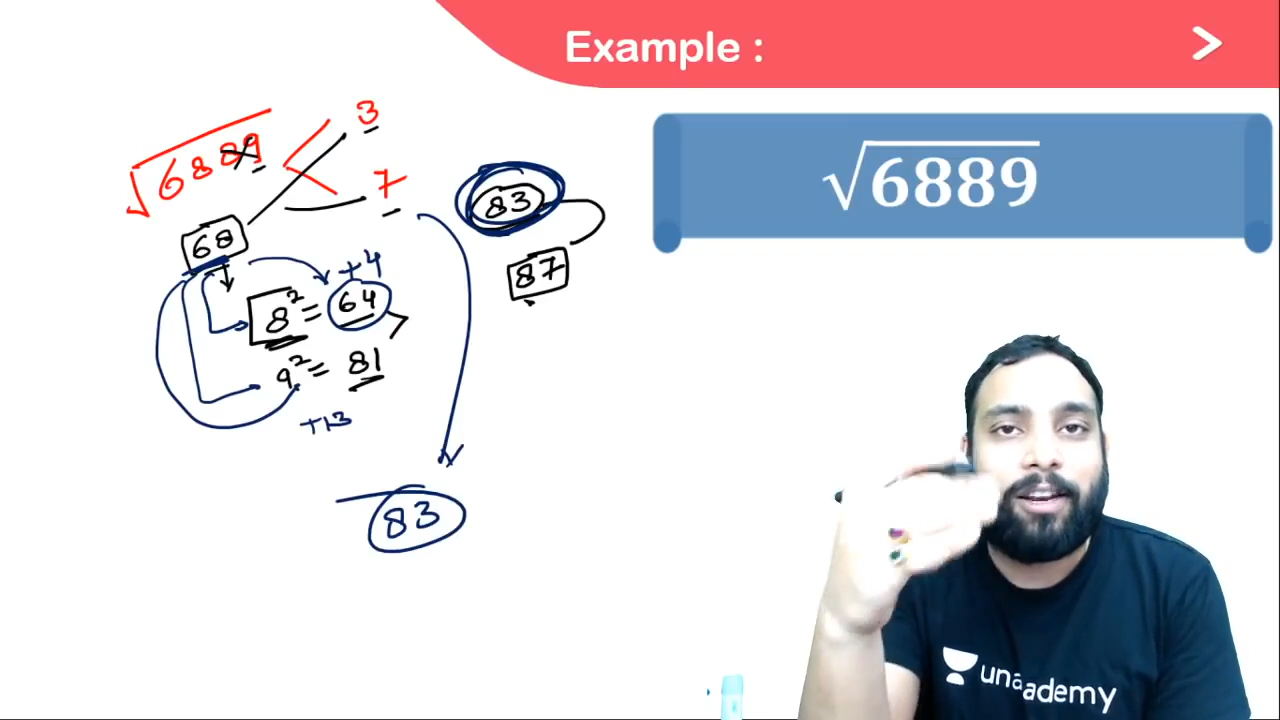 Example :
√6889
√6889
3
7
68
83
87
+4
8² = 64
9² = 81
+13
83
unacademy